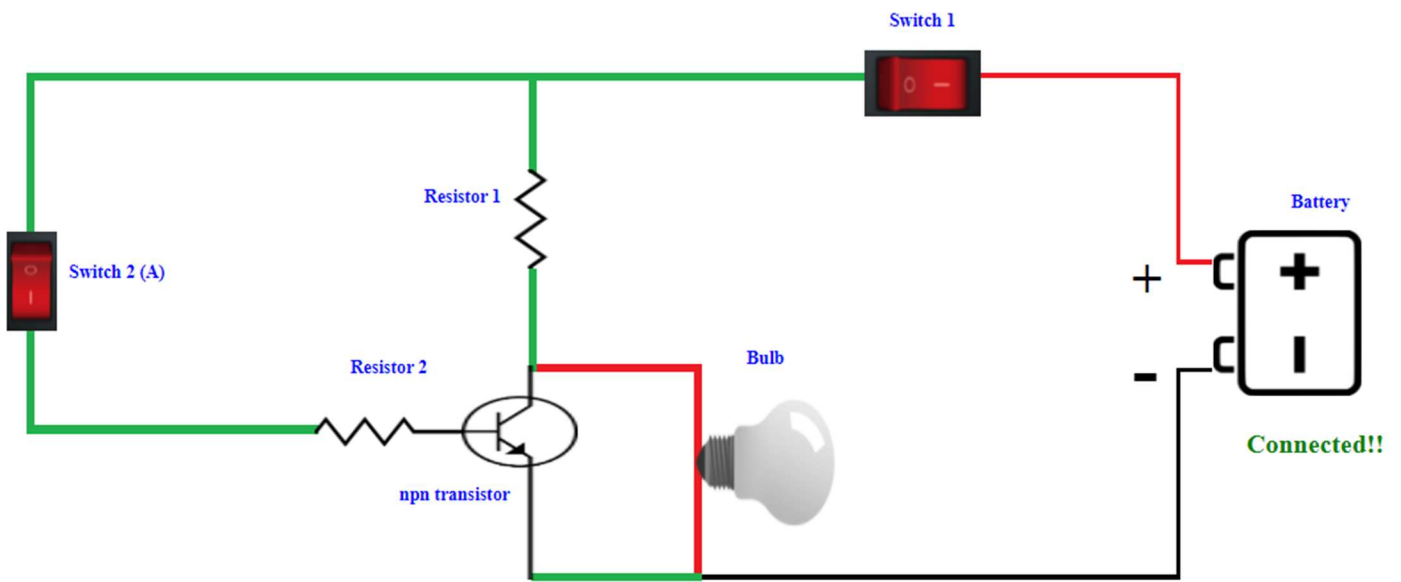 Switch 1
Resistor 1
Battery
Switch 2 (A)
+
+
Resistor 2
Bulb
-
npn transistor
Connected!!